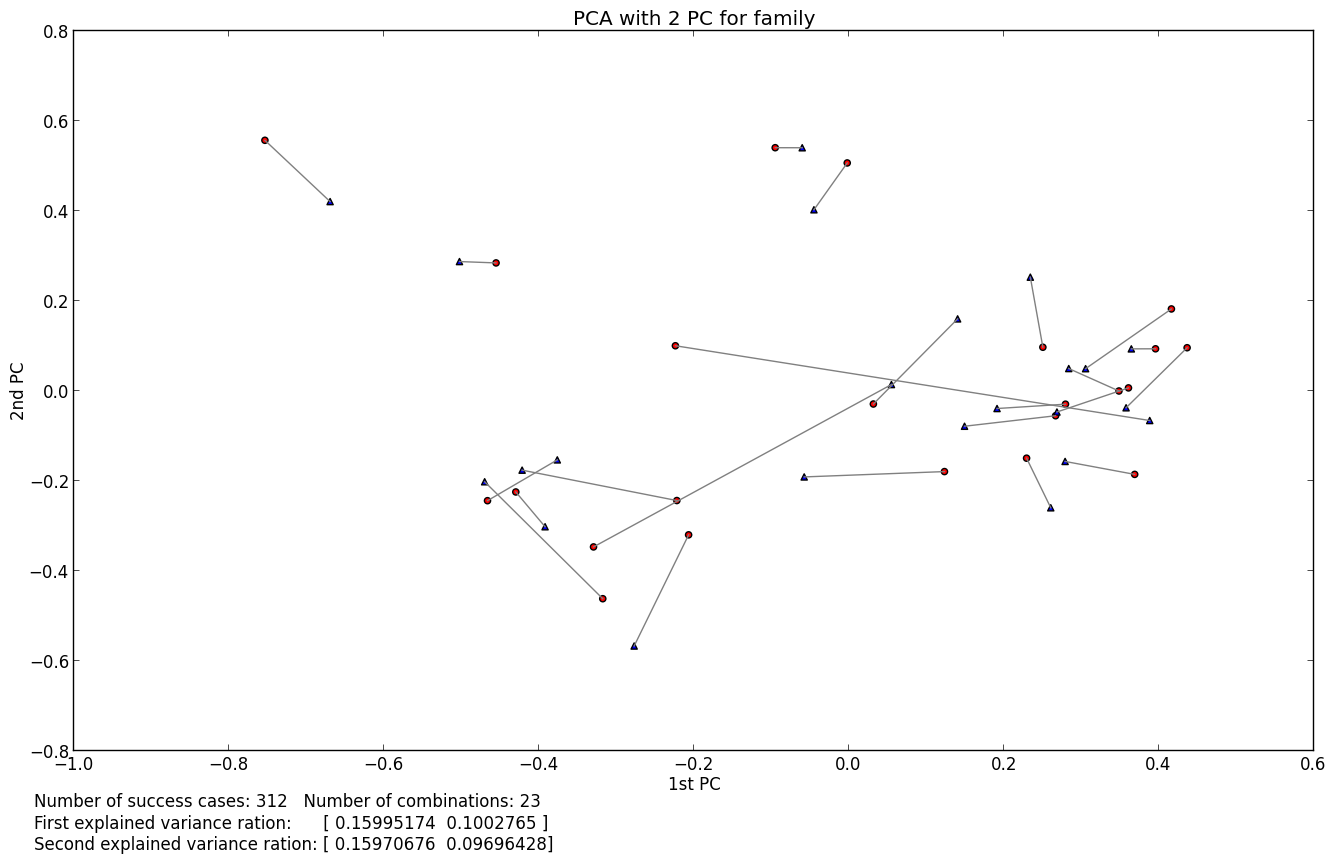 PCA with 2 PC for family
0.8
0.6
0.4
0.2
0.0
−0.2
−0.4
−0.6
−0.8
2nd PC
−1.0 −0.8 −0.6 −0.4 −0.2 0.0 0.2 0.4 0.6
1st PC
Number of success cases: 312 Number of combinations: 23
First explained variance ration: [ 0.15995174 0.1002765 ]
Second explained variance ration: [ 0.15970676 0.09696428]